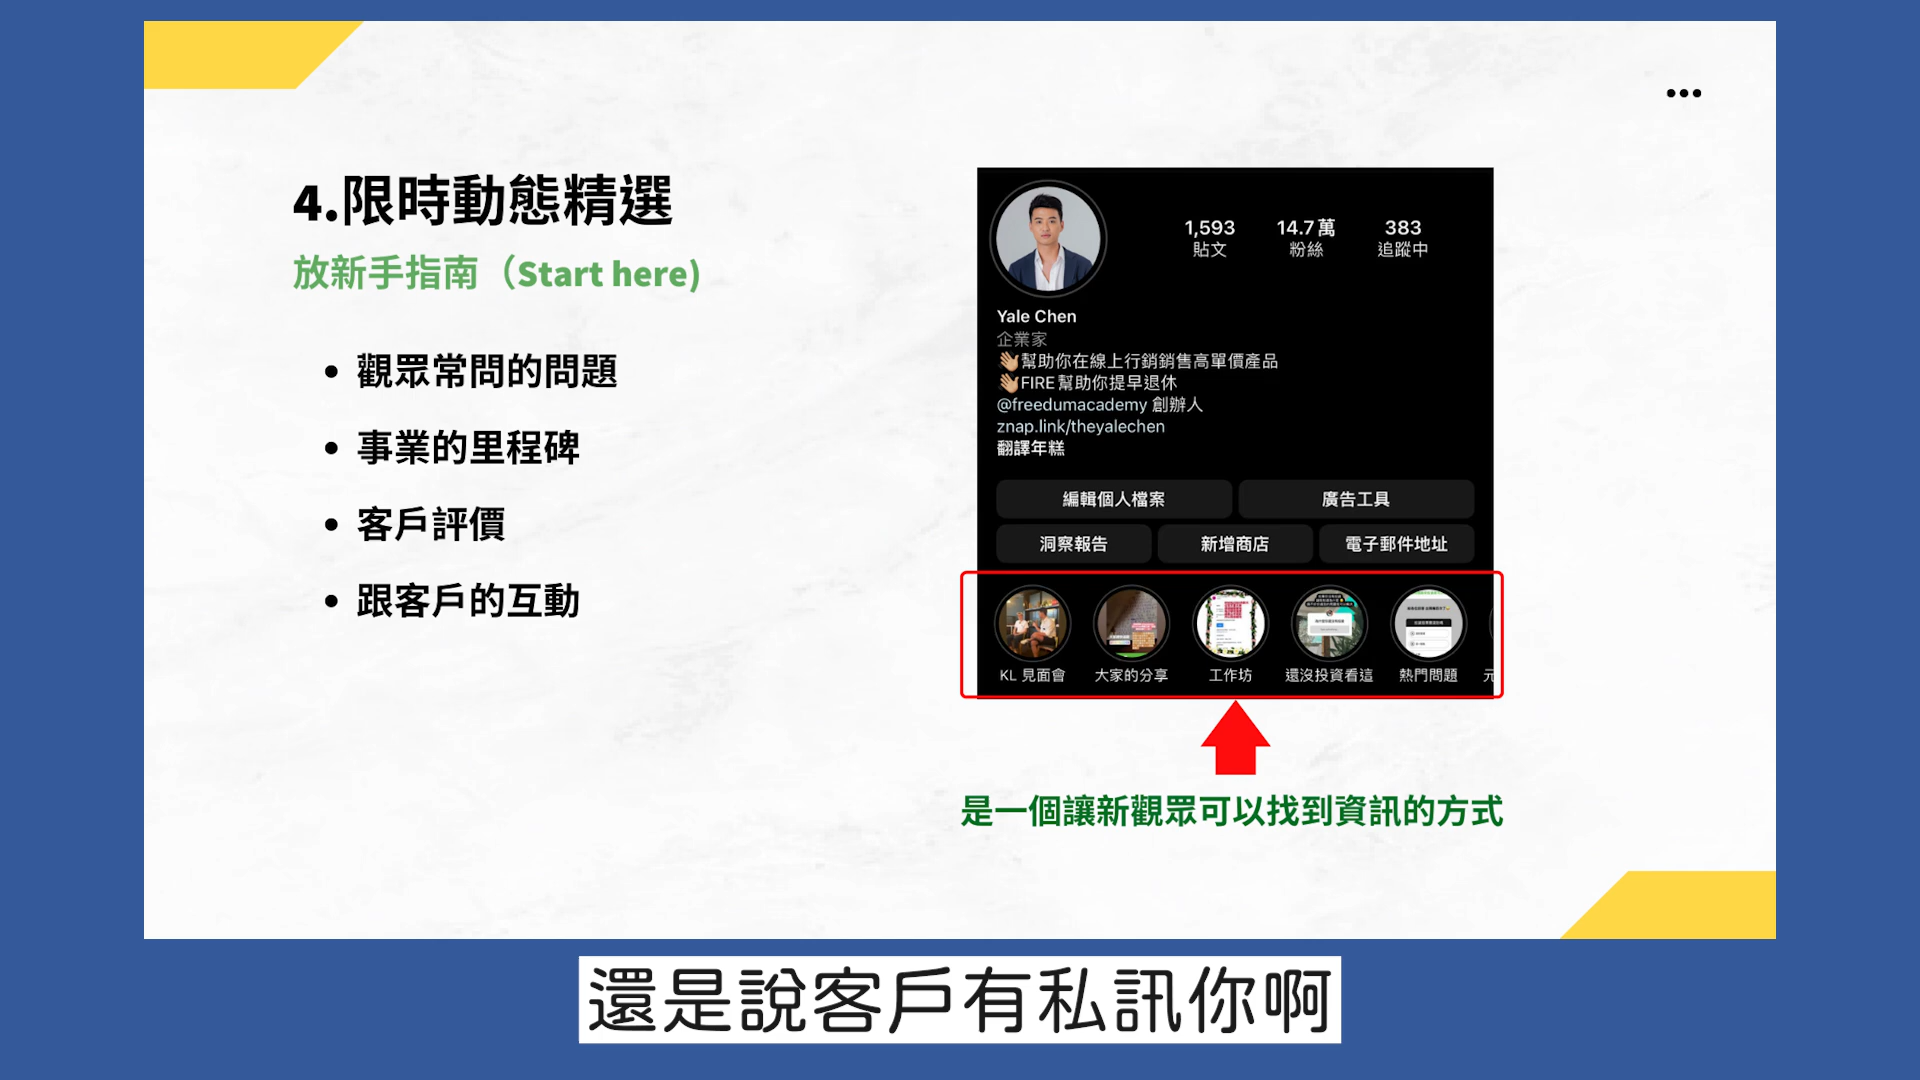 4.限時動態精選
放新手指南（Start here)
• 觀眾常問的問題
• 事業的里程碑
• 客戶評價
• 跟客戶的互動
1,593 14.7萬 383
貼文 粉絲 追蹤中
Yale Chen
企業家
👋🏼幫助你在線上行銷銷售高單價產品
👋🏼FIRE幫助你提早退休
@freedumacademy 創辦人
znap.link/theyalechen
翻譯年糕
編輯個人檔案 廣告工具
洞察報告 新增商店 電子郵件地址
KL 見面會 大家的分享 工作坊 還沒投資看這 熱門問題 元
是一個讓新觀眾可以找到資訊的方式
還是說客戶有私訊你啊